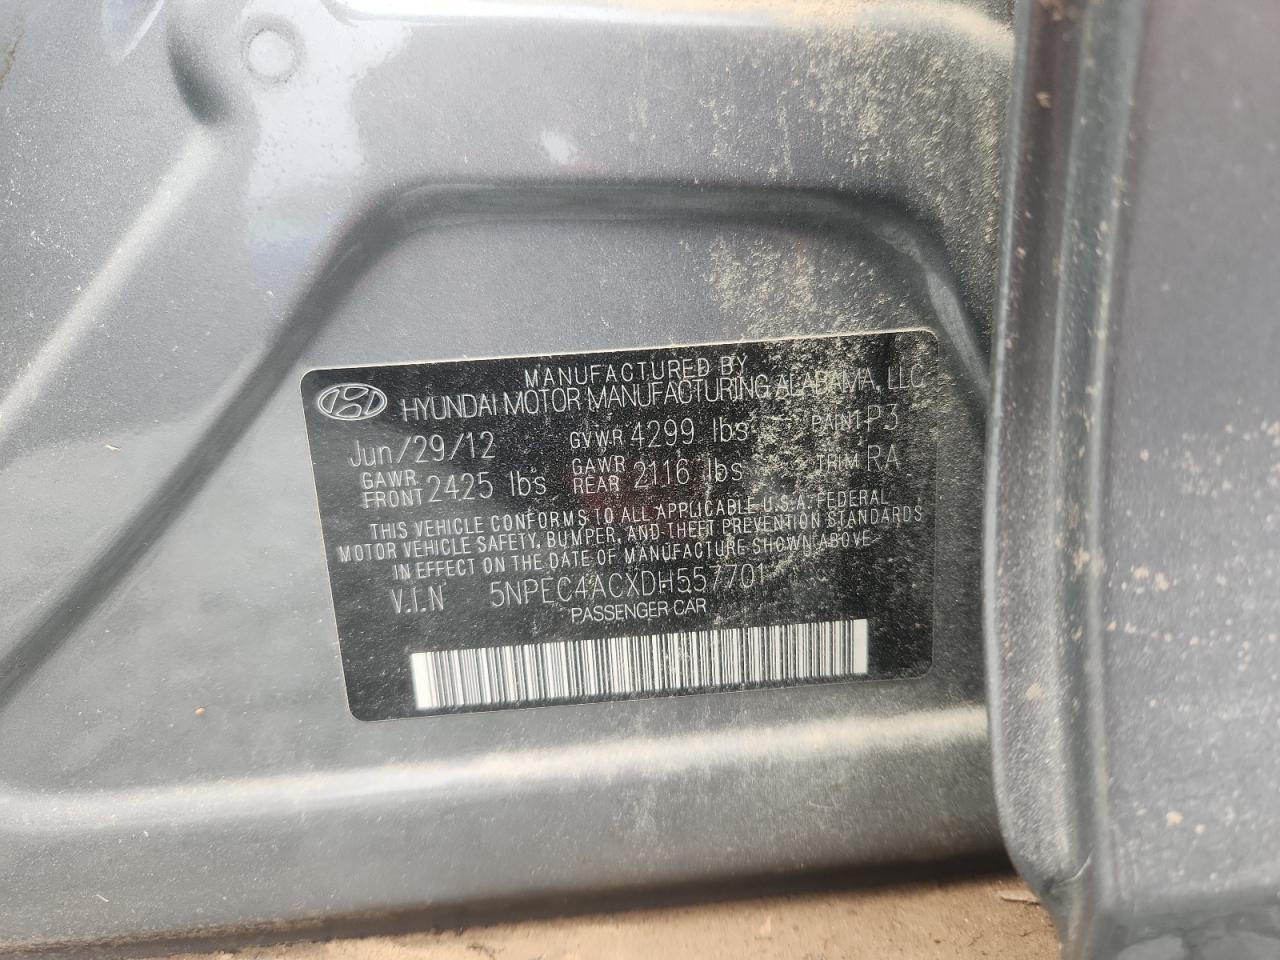 MANUFACTURED BY
HYUNDAI MOTOR MANUFACTURING ALABAMA, LLC
Jun/29/12 GVWR 4299 lbs PAINT P3
GAWR FRONT 2425 lbs GAWR REAR 2116 lbs TRIM RA
THIS VEHICLE CONFORMS TO ALL APPLICABLE U.S.A. FEDERAL
MOTOR VEHICLE SAFETY, BUMPER, AND THEFT PREVENTION STANDARDS
IN EFFECT ON THE DATE OF MANUFACTURE SHOWN ABOVE
V.I.N 5NPEC4ACXDH557701
PASSENGER CAR